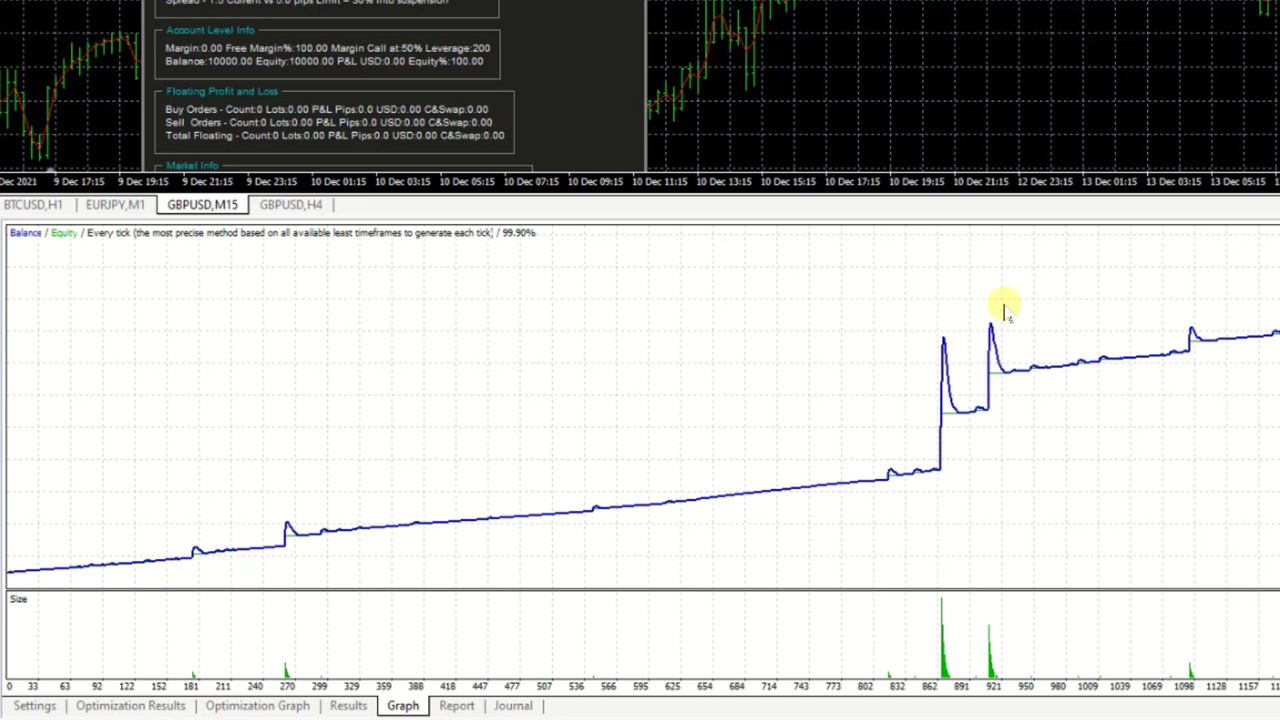 Spread - 1.5 Current vs 5.0 pips Limit = 30% into suspension
Account Level Info
Margin:0.00 Free Margin%:100.00 Margin Call at:50% Leverage:200
Balance:10000.00 Equity:10000.00 P&L USD:0.00 Equity%:100.00
Floating Profit and Loss
Buy Orders - Count:0 Lots:0.00 P&L Pips:0.0 USD:0.00 C&Swap:0.00
Sell Orders - Count:0 Lots:0.00 P&L Pips:0.0 USD:0.00 C&Swap:0.00
Total Floating - Count:0 Lots:0.00 P&L Pips:0.0 USD:0.00 C&Swap:0.00
Market Info
Dec 2021 9 Dec 17:15 9 Dec 19:15 9 Dec 21:15 9 Dec 23:15 10 Dec 01:15 10 Dec 03:15 10 Dec 05:15 10 Dec 07:15 10 Dec 09:15 10 Dec 11:15 10 Dec 13:15 10 Dec 15:15 10 Dec 17:15 10 Dec 19:15 10 Dec 21:15 12 Dec 23:15 13 Dec 01:15 13 Dec 03:15 13 Dec 05:15
BTCUSD,H1 | EURJPY,M1 | GBPUSD,M15 | GBPUSD,H4 |
Balance / Equity / Every tick (the most precise method based on all available least timeframes to generate each tick) / 99.90%
Size
0 33 63 92 122 152 181 211 240 270 299 329 359 388 418 447 477 507 536 566 595 625 654 684 714 743 773 802 832 862 891 921 950 980 1009 1039 1069 1098 1128 1157
Settings | Optimization Results | Optimization Graph | Results | Graph | Report | Journal |